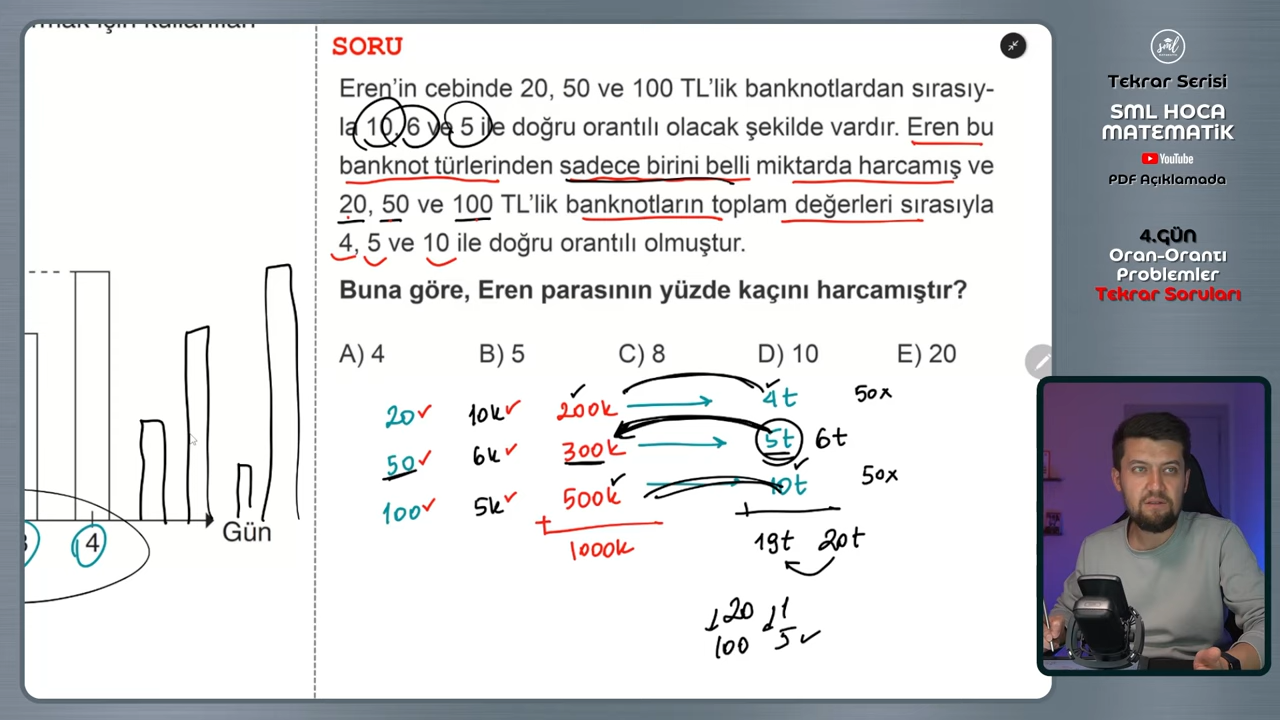 SORU
Eren'in cebinde 20, 50 ve 100 TL'lik banknotlardan sırasıy-
la 10, 6 ve 5 ile doğru orantılı olacak şekilde vardır. Eren bu
banknot türlerinden sadece birini belli miktarda harcamış ve
20, 50 ve 100 TL'lik banknotların toplam değerleri sırasıyla
4, 5 ve 10 ile doğru orantılı olmuştur.
Buna göre, Eren parasının yüzde kaçını harcamıştır?
A) 4 B) 5 C) 8 D) 10 E) 20
20 10k 200k 4t 50x
50 6k 300k 5t 6t
100 5k 500k 10t 50x
+ +
1000k 19t 20t
20 1
100 5
4
Gün
sml
Tekrar Serisi
SML HOCA
MATEMATİK
YouTube
PDF Açıklamada
4.GÜN
Oran-Orantı
Problemler
Tekrar Soruları